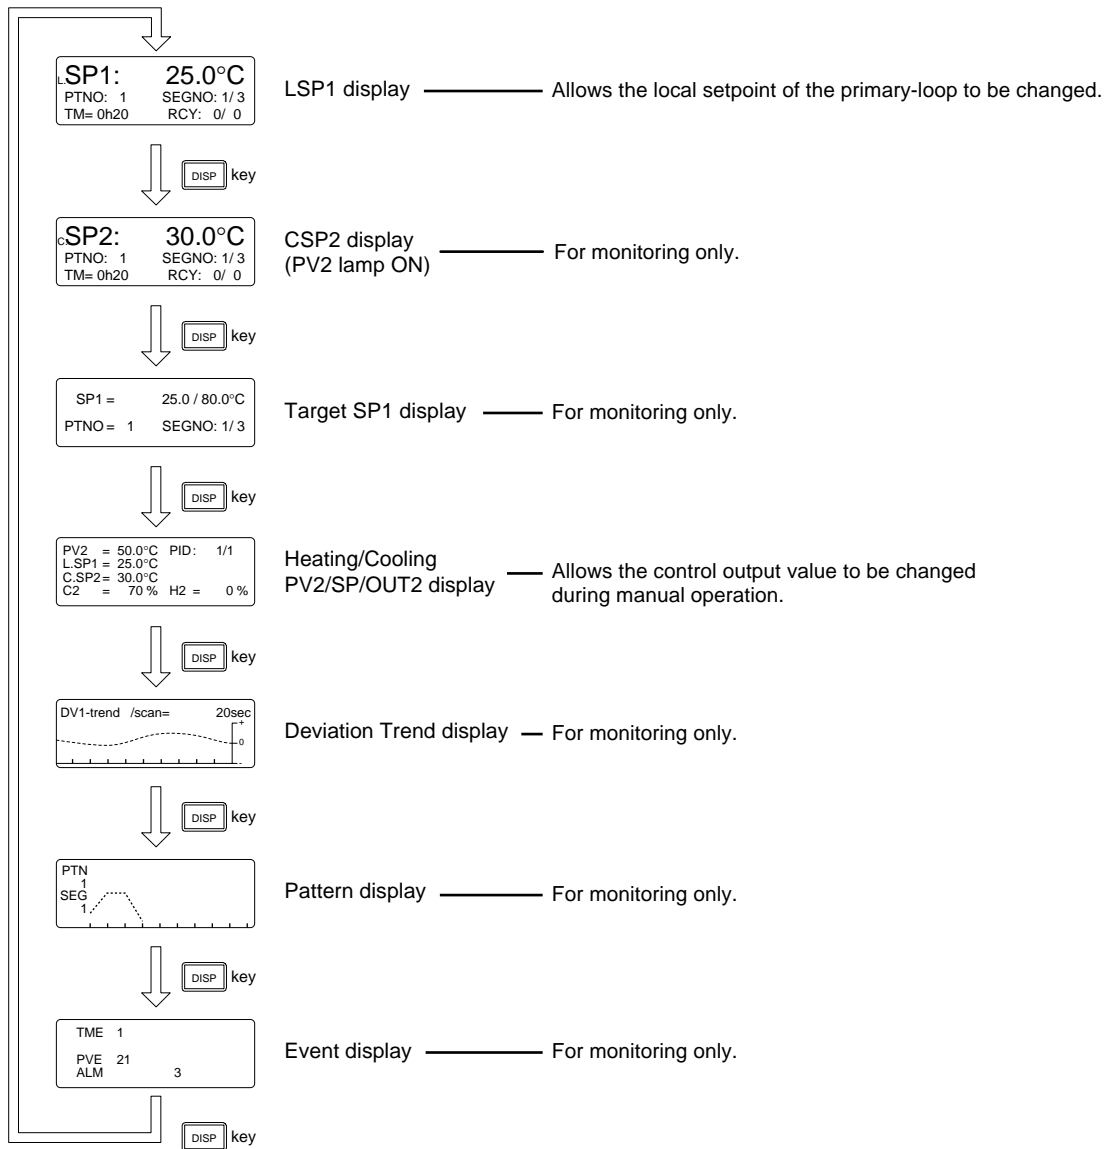 L.SP1: 25.0°C
PTNO: 1 SEGNO: 1/ 3
TM= 0h20 RCY: 0/ 0
LSP1 display
Allows the local setpoint of the primary-loop to be changed.
DISP key
C.SP2: 30.0°C
PTNO: 1 SEGNO: 1/ 3
TM= 0h20 RCY: 0/ 0
CSP2 display
(PV2 lamp ON)
For monitoring only.
DISP key
SP1 = 25.0 / 80.0°C
PTNO = 1 SEGNO: 1/ 3
Target SP1 display
For monitoring only.
DISP key
PV2 = 50.0°C PID: 1/1
L.SP1 = 25.0°C
C.SP2= 30.0°C
C2 = 70 % H2 = 0 %
Heating/Cooling
PV2/SP/OUT2 display
Allows the control output value to be changed
during manual operation.
DISP key
DV1-trend /scan= 20sec
+
0
-
Deviation Trend display
For monitoring only.
DISP key
PTN
1
SEG
1
Pattern display
For monitoring only.
DISP key
TME 1
PVE 21
ALM 3
Event display
For monitoring only.
DISP key